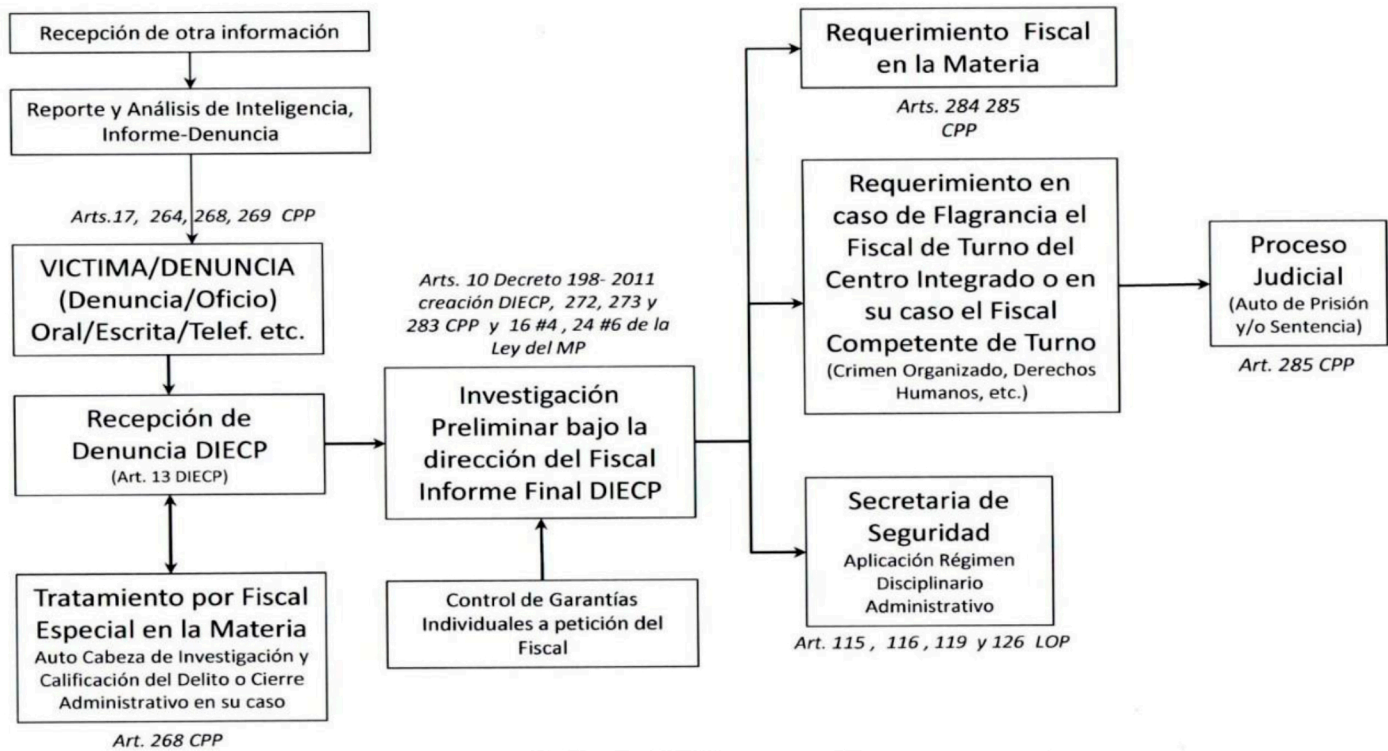 Recepción de otra información
Reporte y Análisis de Inteligencia,
Informe-Denuncia
Arts.17, 264, 268, 269 CPP
VICTIMA/DENUNCIA
(Denuncia/Oficio)
Oral/Escrita/Telef. etc.
Recepción de
Denuncia DIECP
(Art. 13 DIECP)
Tratamiento por Fiscal
Especial en la Materia
Auto Cabeza de Investigación y
Calificación del Delito o Cierre
Administrativo en su caso
Art. 268 CPP
Arts. 10 Decreto 198- 2011
creación DIECP, 272, 273 y
283 CPP y 16 #4 , 24 #6 de la
Ley del MP
Investigación
Preliminar bajo la
dirección del Fiscal
Informe Final DIECP
Control de Garantías
Individuales a petición del
Fiscal
Requerimiento Fiscal
en la Materia
Arts. 284 285
CPP
Requerimiento en
caso de Flagrancia el
Fiscal de Turno del
Centro Integrado o en
su caso el Fiscal
Competente de Turno
(Crimen Organizado, Derechos
Humanos, etc.)
Proceso
Judicial
(Auto de Prisión
y/o Sentencia)
Art. 285 CPP
Secretaria de
Seguridad
Aplicación Régimen
Disciplinario
Administrativo
Art. 115 , 116 , 119 y 126 LOP